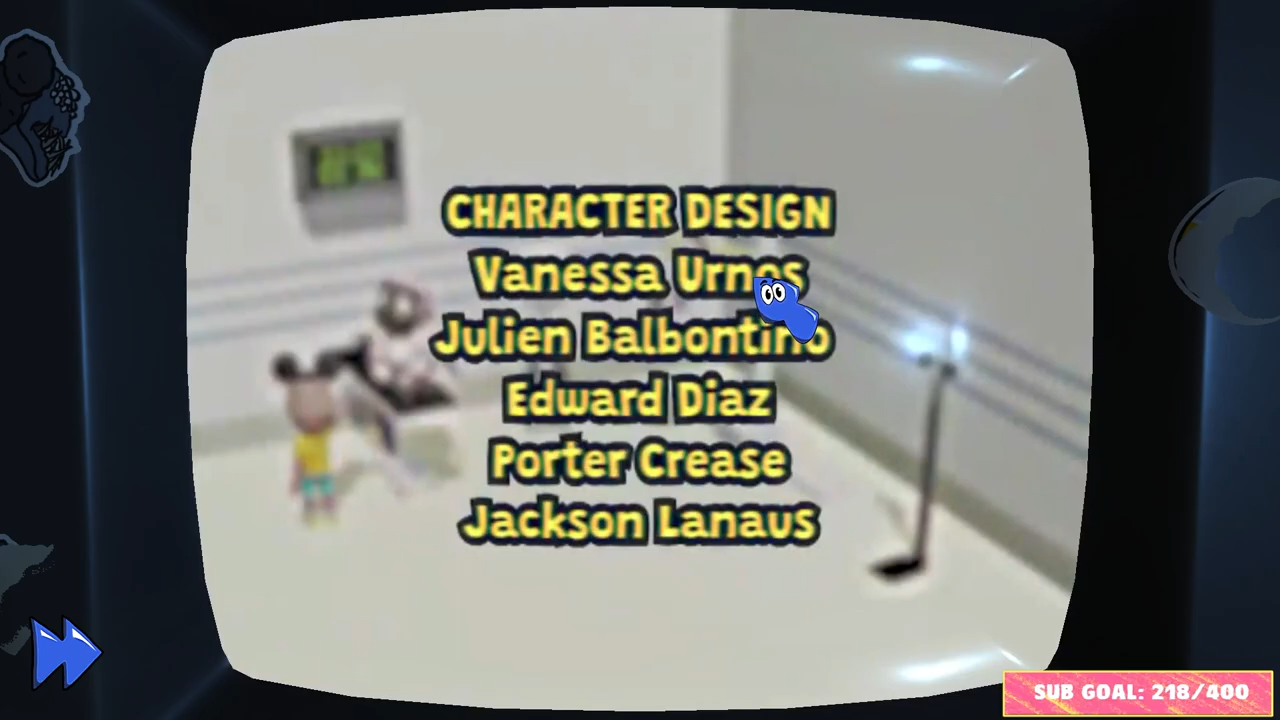 CHARACTER DESIGN
Vanessa Urnos
Julien Balbontino
Edward Diaz
Porter Crease
Jackson Lanaus
SUB GOAL: 218/400